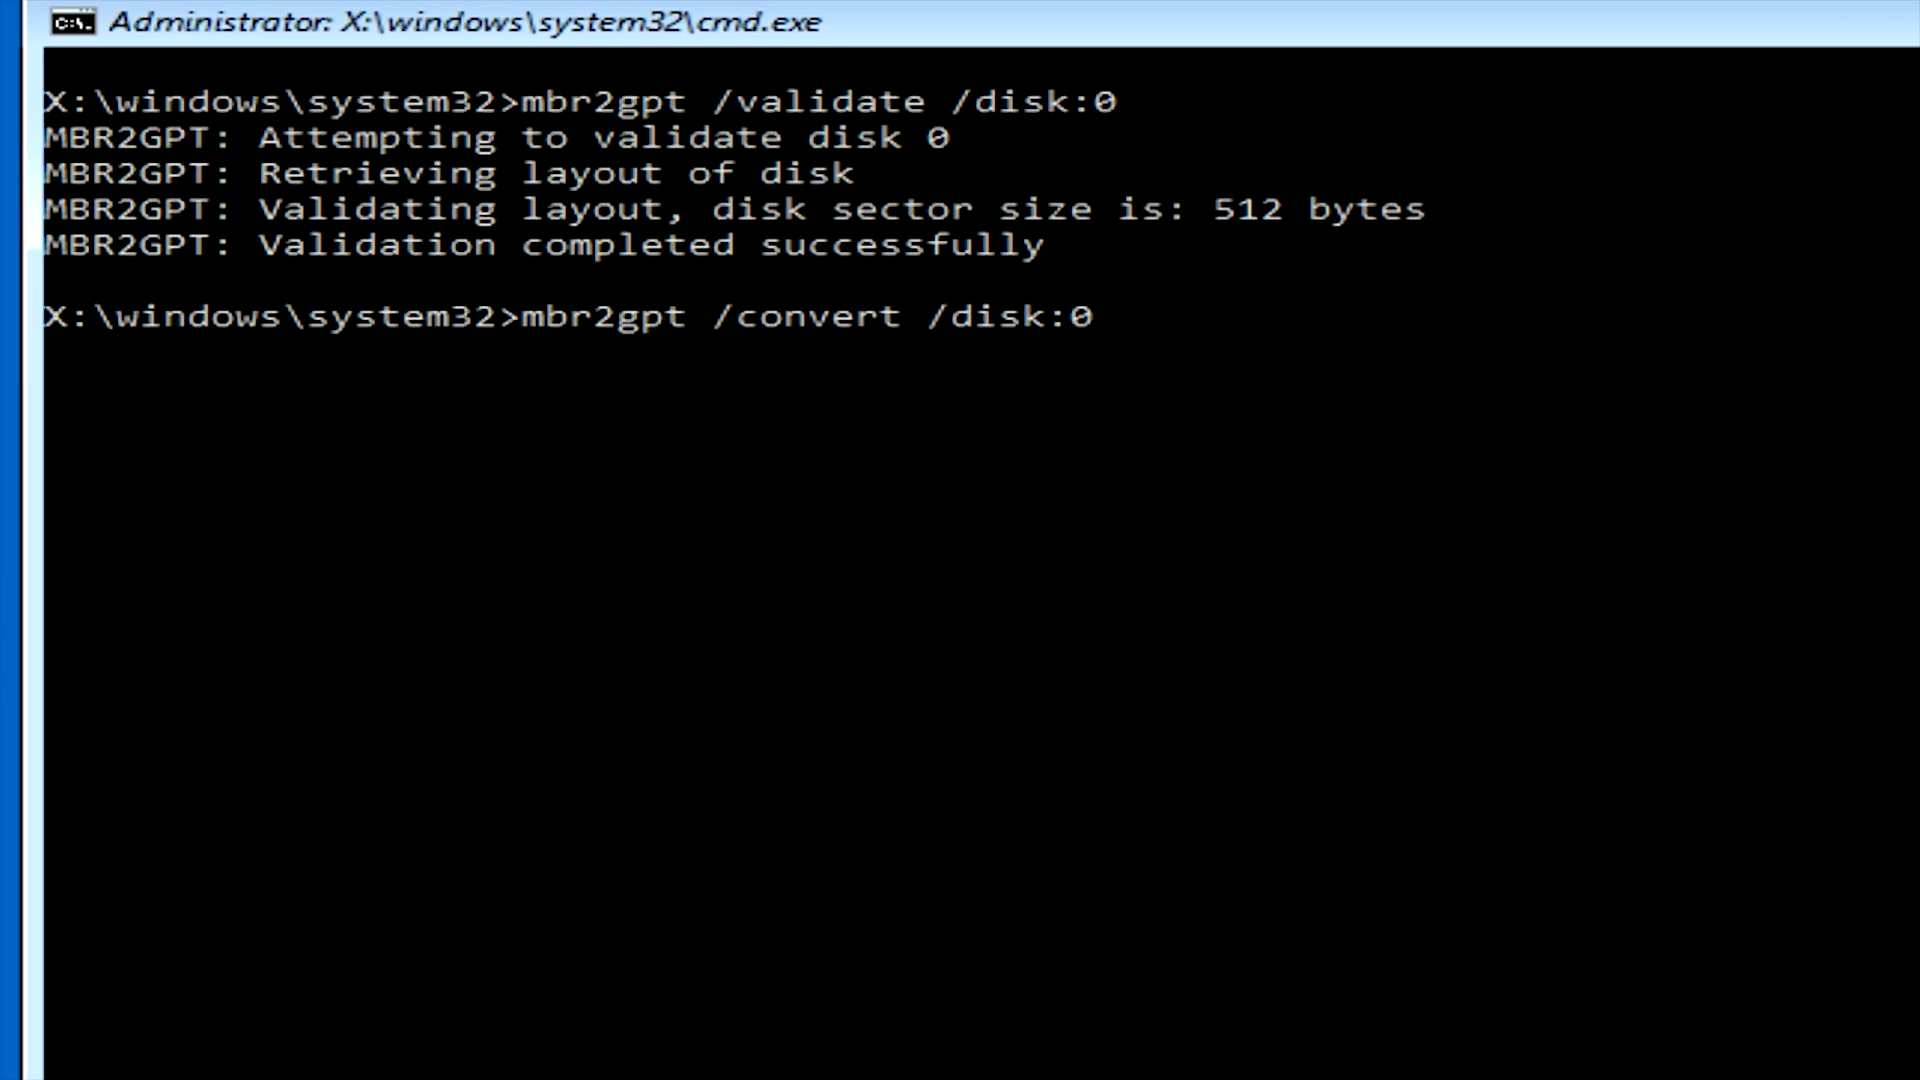 Administrator: X:\windows\system32\cmd.exe
X:\windows\system32>mbr2gpt /validate /disk:0
MBR2GPT: Attempting to validate disk 0
MBR2GPT: Retrieving layout of disk
MBR2GPT: Validating layout, disk sector size is: 512 bytes
MBR2GPT: Validation completed successfully
X:\windows\system32>mbr2gpt /convert /disk:0